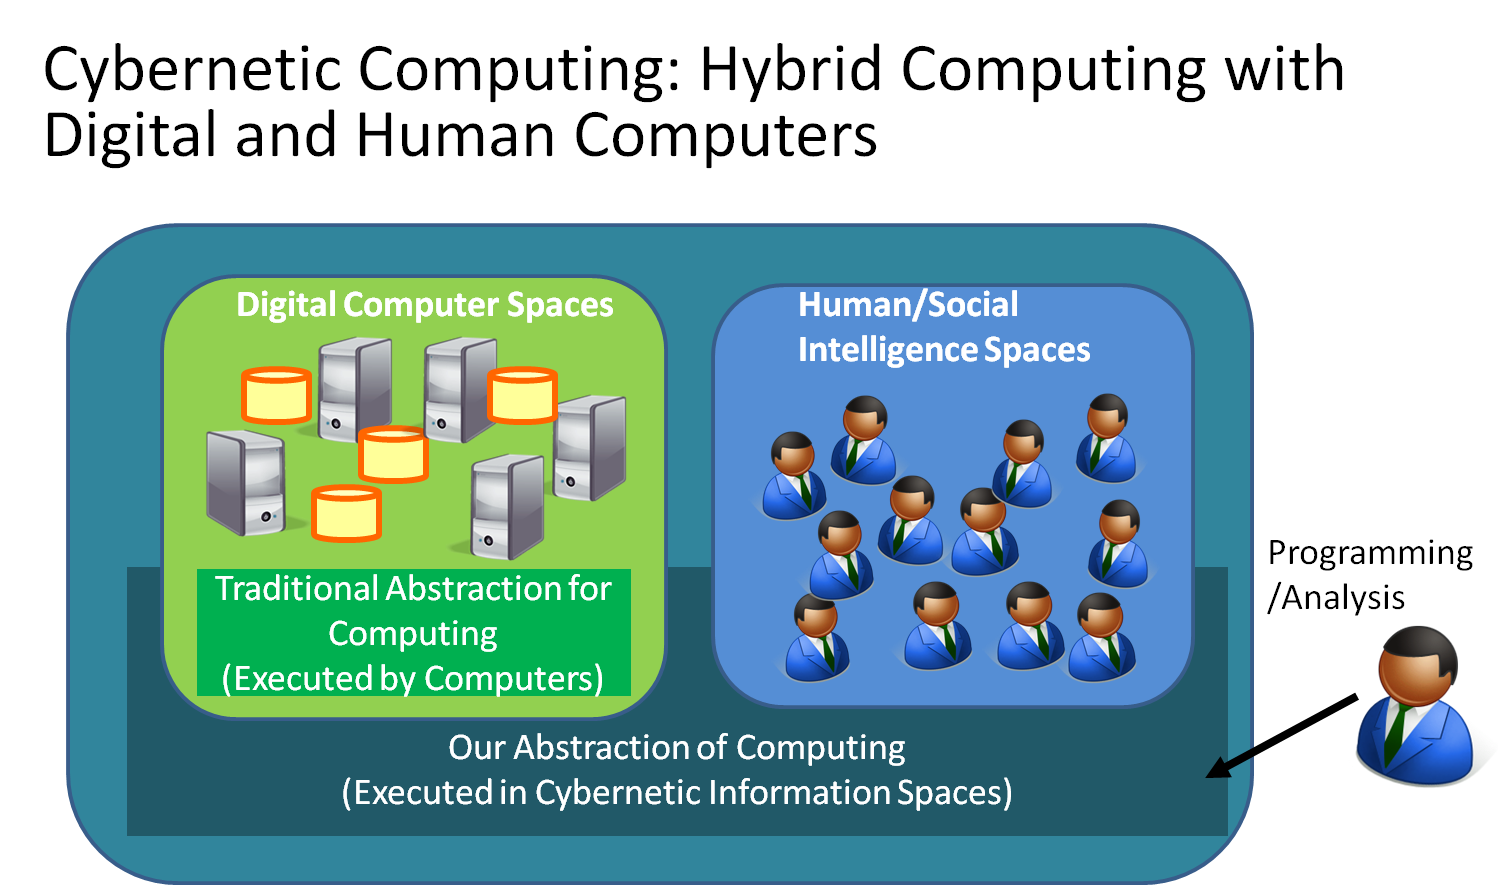 Cybernetic Computing: Hybrid Computing with
Digital and Human Computers
Digital Computer Spaces
Human/Social
Intelligence Spaces
Traditional Abstraction for
Computing
(Executed by Computers)
Our Abstraction of Computing
(Executed in Cybernetic Information Spaces)
Programming
/Analysis